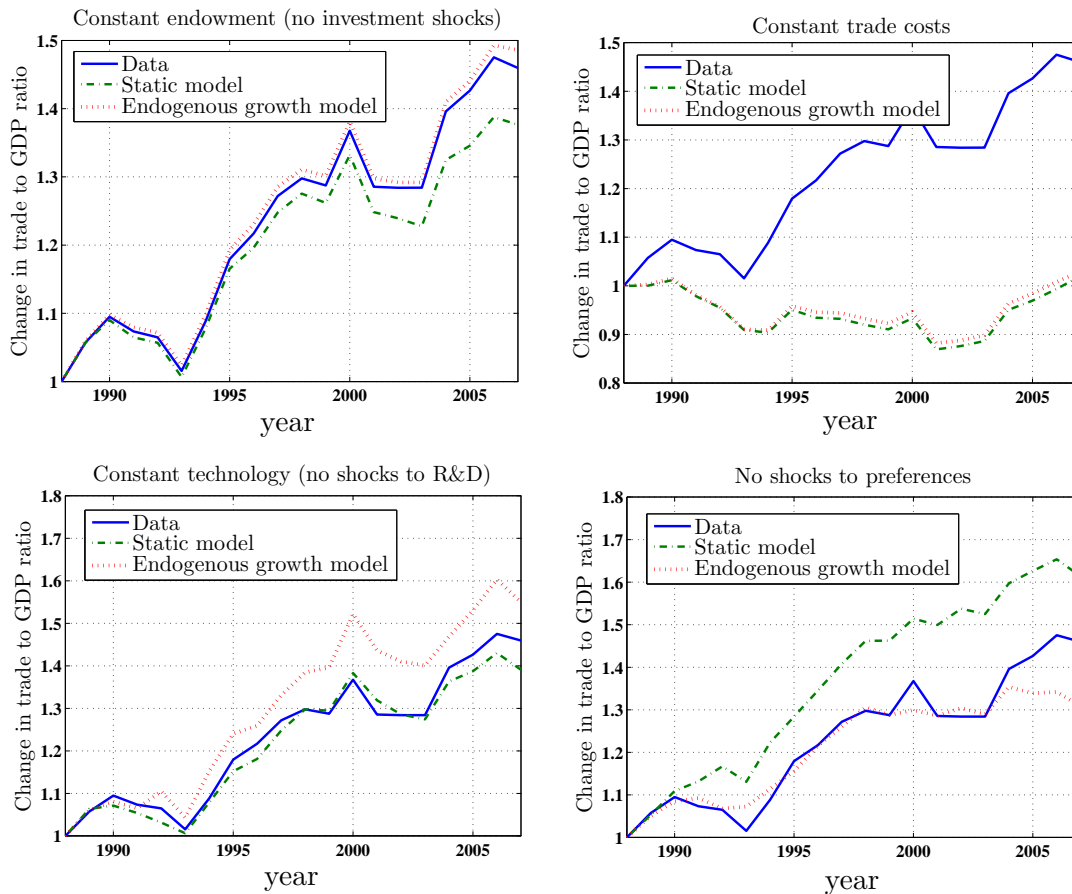 Constant endowment (no investment shocks)
Change in trade to GDP ratio
1.5
1.4
1.3
1.2
1.1
1
Data
Static model
Endogenous growth model
1990
1995
2000
2005
year
Constant trade costs
Change in trade to GDP ratio
1.5
1.4
1.3
1.2
1.1
1
0.9
0.8
Data
Static model
Endogenous growth model
1990
1995
2000
2005
year
Constant technology (no shocks to R&D)
Change in trade to GDP ratio
1.8
1.7
1.6
1.5
1.4
1.3
1.2
1.1
1
Data
Static model
Endogenous growth model
1990
1995
2000
2005
year
No shocks to preferences
Change in trade to GDP ratio
1.8
1.7
1.6
1.5
1.4
1.3
1.2
1.1
1
Data
Static model
Endogenous growth model
1990
1995
2000
2005
year